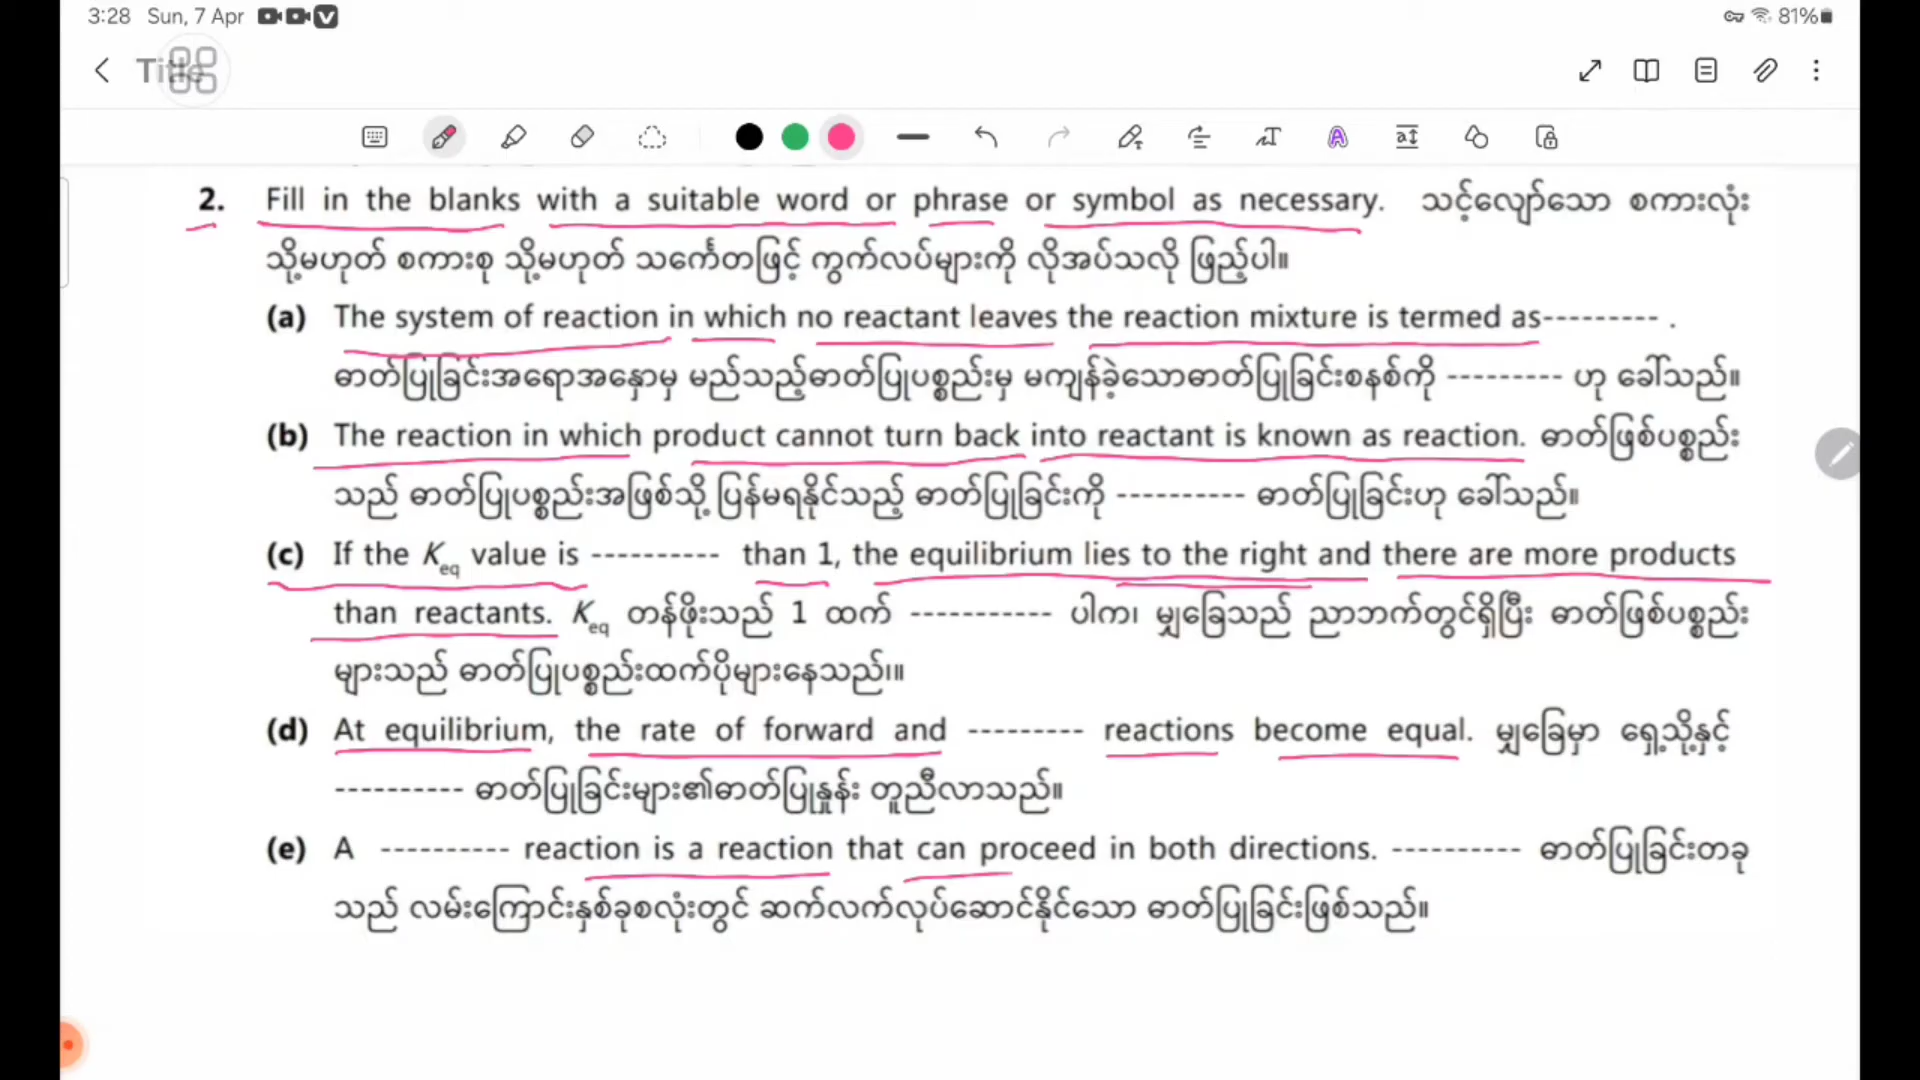 3:28 Sun, 7 Apr
81%
2. Fill in the blanks with a suitable word or phrase or symbol as necessary. သင့်လျော်သော စကားလုံး
သို့မဟုတ် စကားစု သို့မဟုတ် သင်္ကေတဖြင့် ကွက်လပ်များကို လိုအပ်သလို ဖြည့်ပါ။
(a) The system of reaction in which no reactant leaves the reaction mixture is termed as--------- .
ဓာတ်ပြုခြင်းအရောအနှောမှ မည်သည့်ဓာတ်ပြုပစ္စည်းမှ မကျန်ခဲ့သောဓာတ်ပြုခြင်းစနစ်ကို --------- ဟု ခေါ်သည်။
(b) The reaction in which product cannot turn back into reactant is known as reaction. ဓာတ်ဖြစ်ပစ္စည်း
သည် ဓာတ်ပြုပစ္စည်းအဖြစ်သို့ ပြန်မရနိုင်သည့် ဓာတ်ပြုခြင်းကို ---------- ဓာတ်ပြုခြင်းဟု ခေါ်သည်။
(c) If the Keq value is ---------- than 1, the equilibrium lies to the right and there are more products
than reactants. Keq တန်ဖိုးသည် 1 ထက် ----------- ပါက၊ မျှခြေသည် ညာဘက်တွင်ရှိပြီး ဓာတ်ဖြစ်ပစ္စည်း
များသည် ဓာတ်ပြုပစ္စည်းထက်ပိုများနေသည်၊။
(d) At equilibrium, the rate of forward and --------- reactions become equal. မျှခြေမှာ ရှေ့သို့နှင့်
---------- ဓာတ်ပြုခြင်းများ၏ဓာတ်ပြုနှုန်း တူညီလာသည်။
(e) A ---------- reaction is a reaction that can proceed in both directions. ---------- ဓာတ်ပြုခြင်းတခု
သည် လမ်းကြောင်းနှစ်ခုစလုံးတွင် ဆက်လက်လုပ်ဆောင်နိုင်သော ဓာတ်ပြုခြင်းဖြစ်သည်။